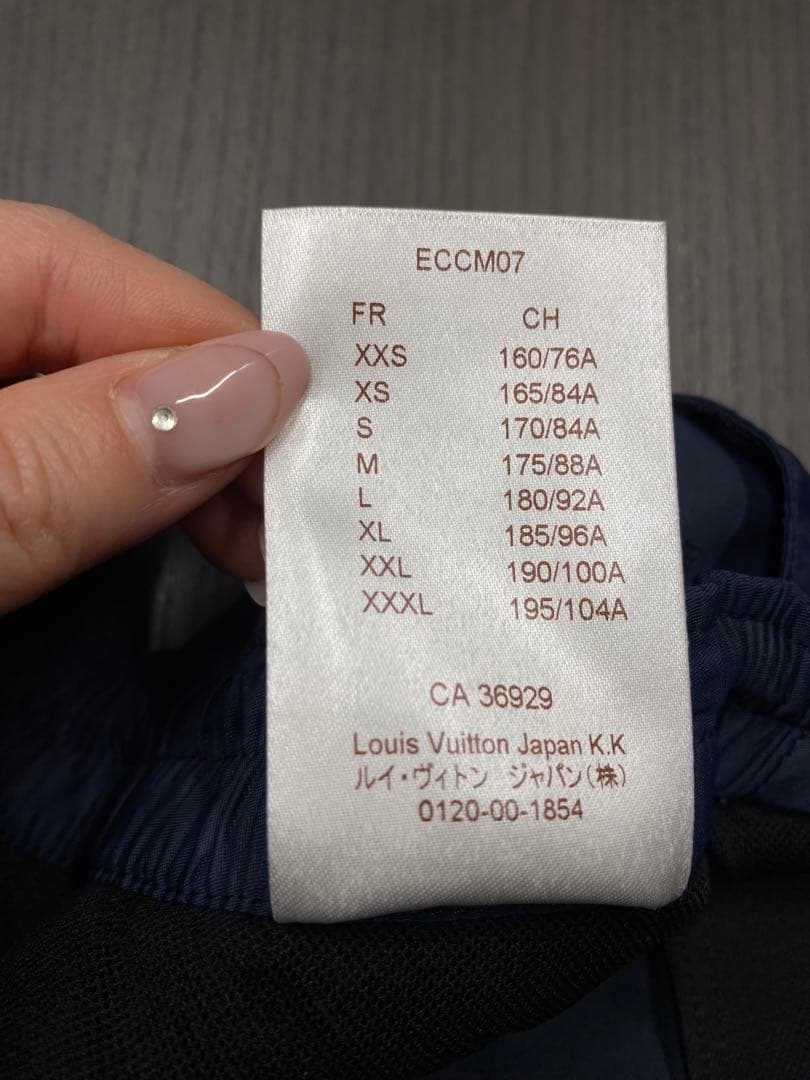 ECCM07
FR CH
XXS 160/76A
XS 165/84A
S 170/84A
M 175/88A
L 180/92A
XL 185/96A
XXL 190/100A
XXXL 195/104A
CA 36929
Louis Vuitton Japan K.K
ルイ・ヴィトン ジャパン(株)
0120-00-1854